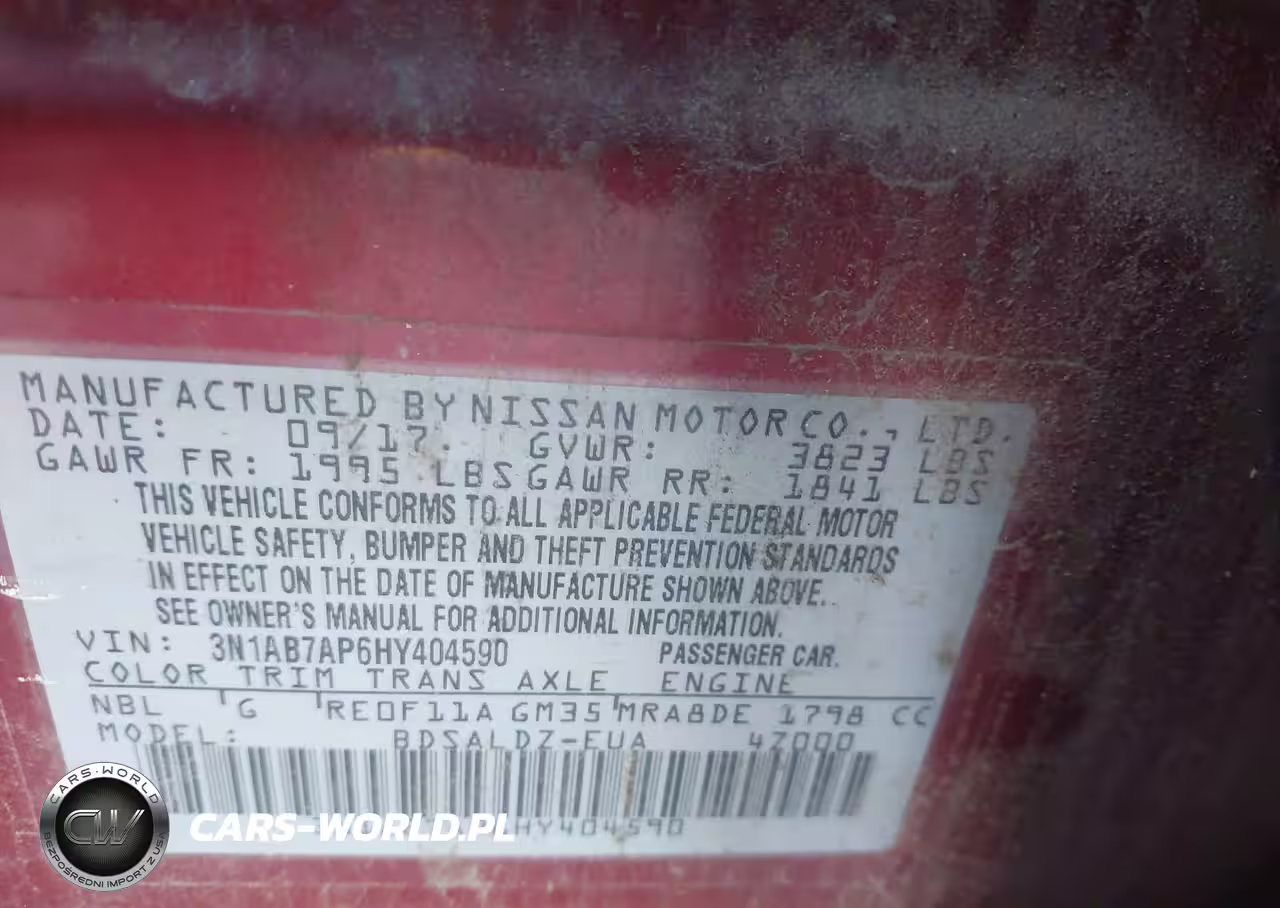 MANUFACTURED BY NISSAN MOTOR CO., LTD.
DATE: 09/17 GVWR: 3823 LBS
GAWR FR: 1995 LBS GAWR RR: 1841 LBS
THIS VEHICLE CONFORMS TO ALL APPLICABLE FEDERAL MOTOR
VEHICLE SAFETY, BUMPER AND THEFT PREVENTION STANDARDS
IN EFFECT ON THE DATE OF MANUFACTURE SHOWN ABOVE.
SEE OWNER'S MANUAL FOR ADDITIONAL INFORMATION.
VIN: 3N1AB7AP6HY404590 PASSENGER CAR.
COLOR TRIM TRANS AXLE ENGINE
NBL G RE0F11A GM35 MRA8DE 1798 CC
MODEL: BDSALDZ-EUA 47000
HY404590
CARS-WORLD
CW
BEZPOŚREDNI IMPORT Z USA
CARS-WORLD.PL